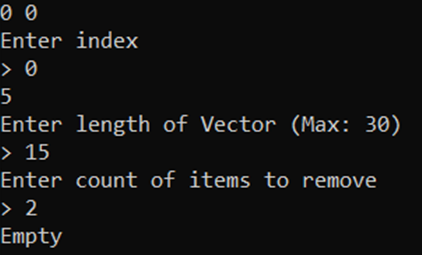 0 0
Enter index
> 0
5
Enter length of Vector (Max: 30)
> 15
Enter count of items to remove
> 2
Empty